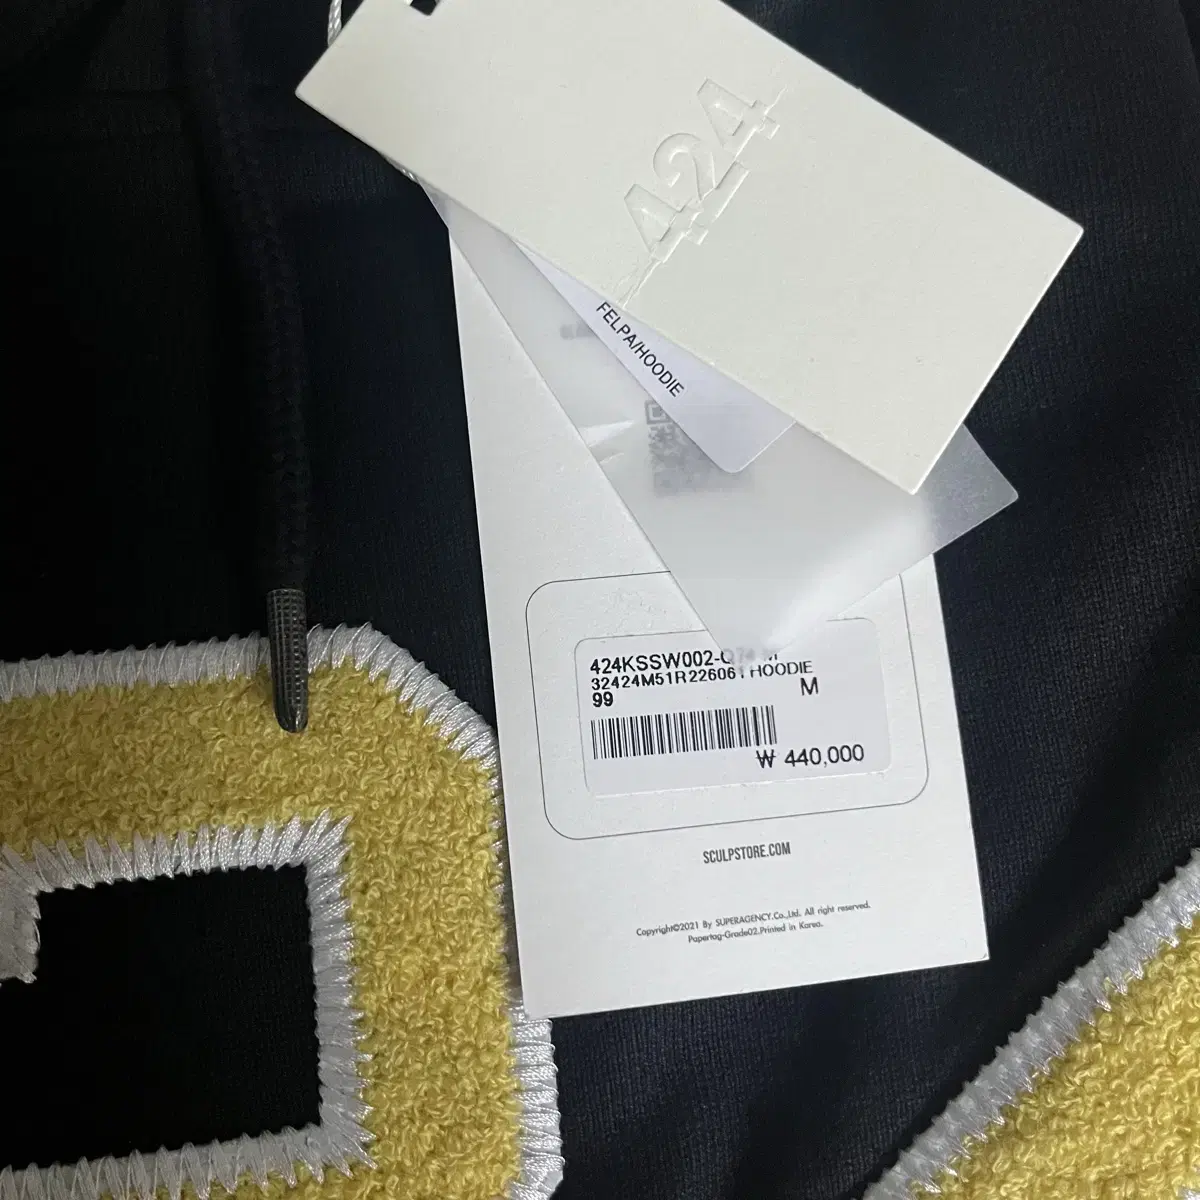 424
FELPA/HOODIE
424KSSW002-
32424M51R226061 HOODIE
99 M
₩ 440,000
SCULPSTORE.COM
Copyright©2021 By SUPERAGENCY.Co.,Ltd. All right reserved.
Papertag-Grade02.Printed in Korea.